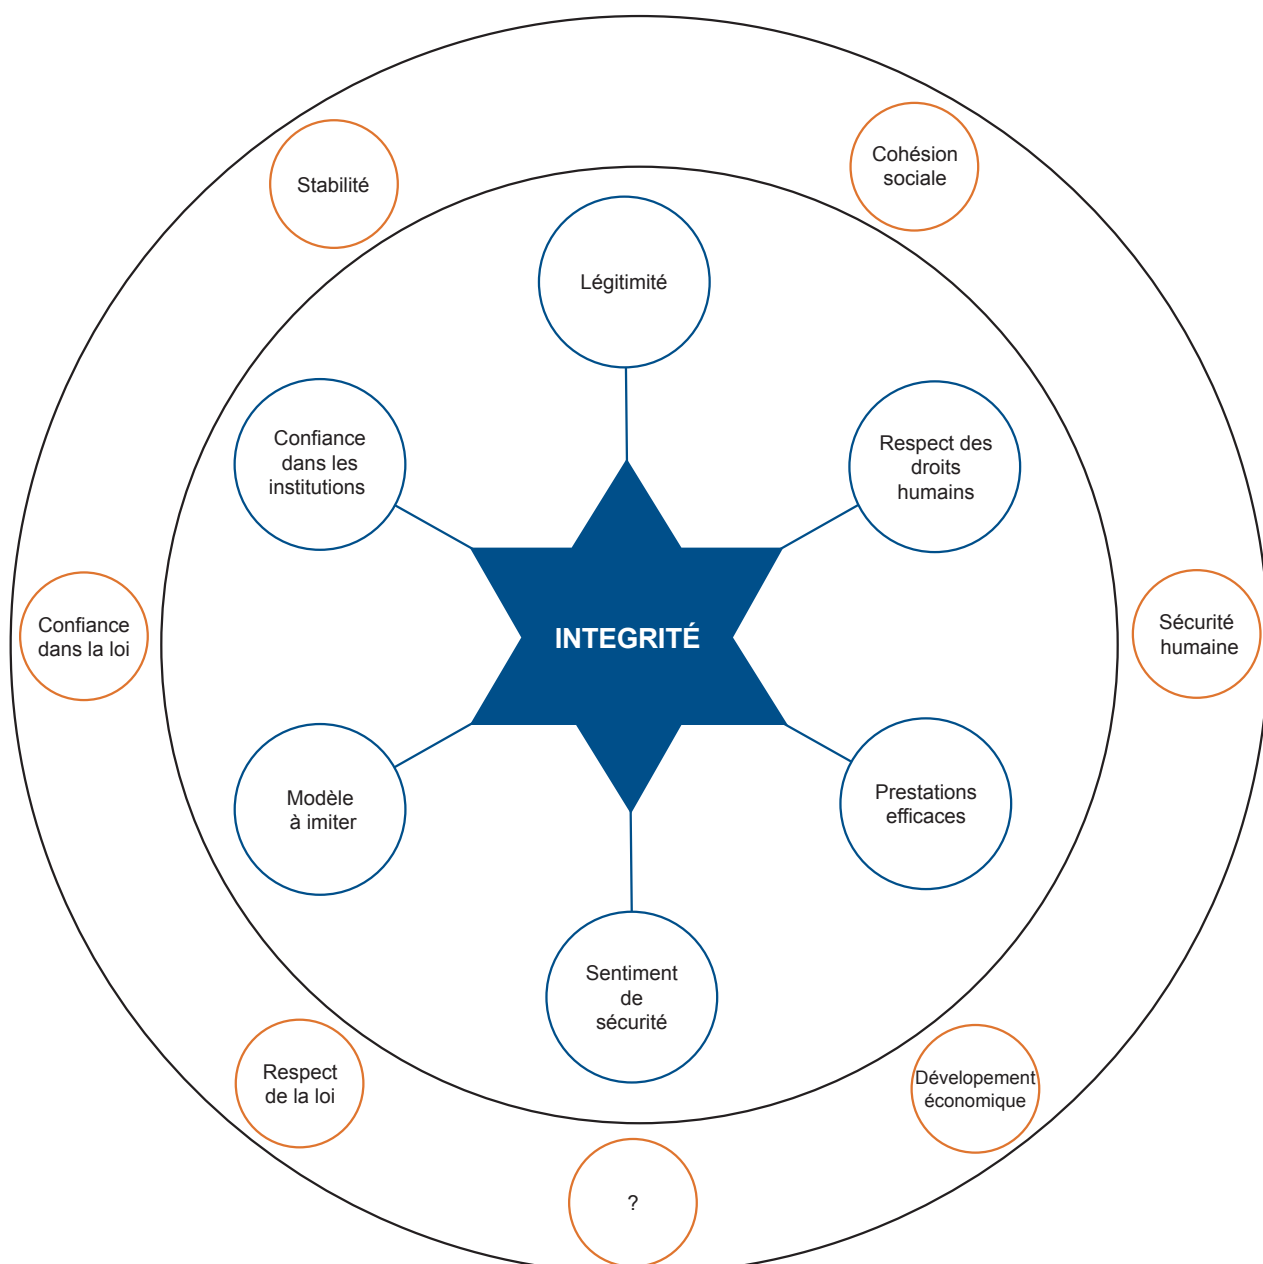 Cohésion
sociale
Stabilité
Légitimité
Confiance
dans les
institutions
Respect des
droits
humains
Confiance
dans la loi
INTEGRITÉ
Sécurité
humaine
Modèle
à imiter
Prestations
efficaces
Sentiment
de
sécurité
Respect
de la loi
Dévelopement
économique
?